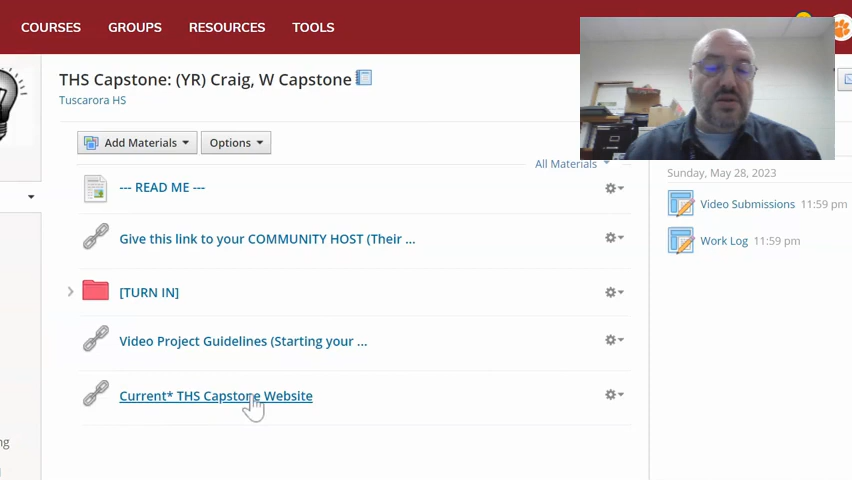 COURSES GROUPS RESOURCES TOOLS
THS Capstone: (YR) Craig, W Capstone
Tuscarora HS
Add Materials Options
All Materials
--- READ ME ---
Give this link to your COMMUNITY HOST (Their ...
[TURN IN]
Video Project Guidelines (Starting your ...
Current* THS Capstone Website
Sunday, May 28, 2023
Video Submissions 11:59 pm
Work Log 11:59 pm
ng